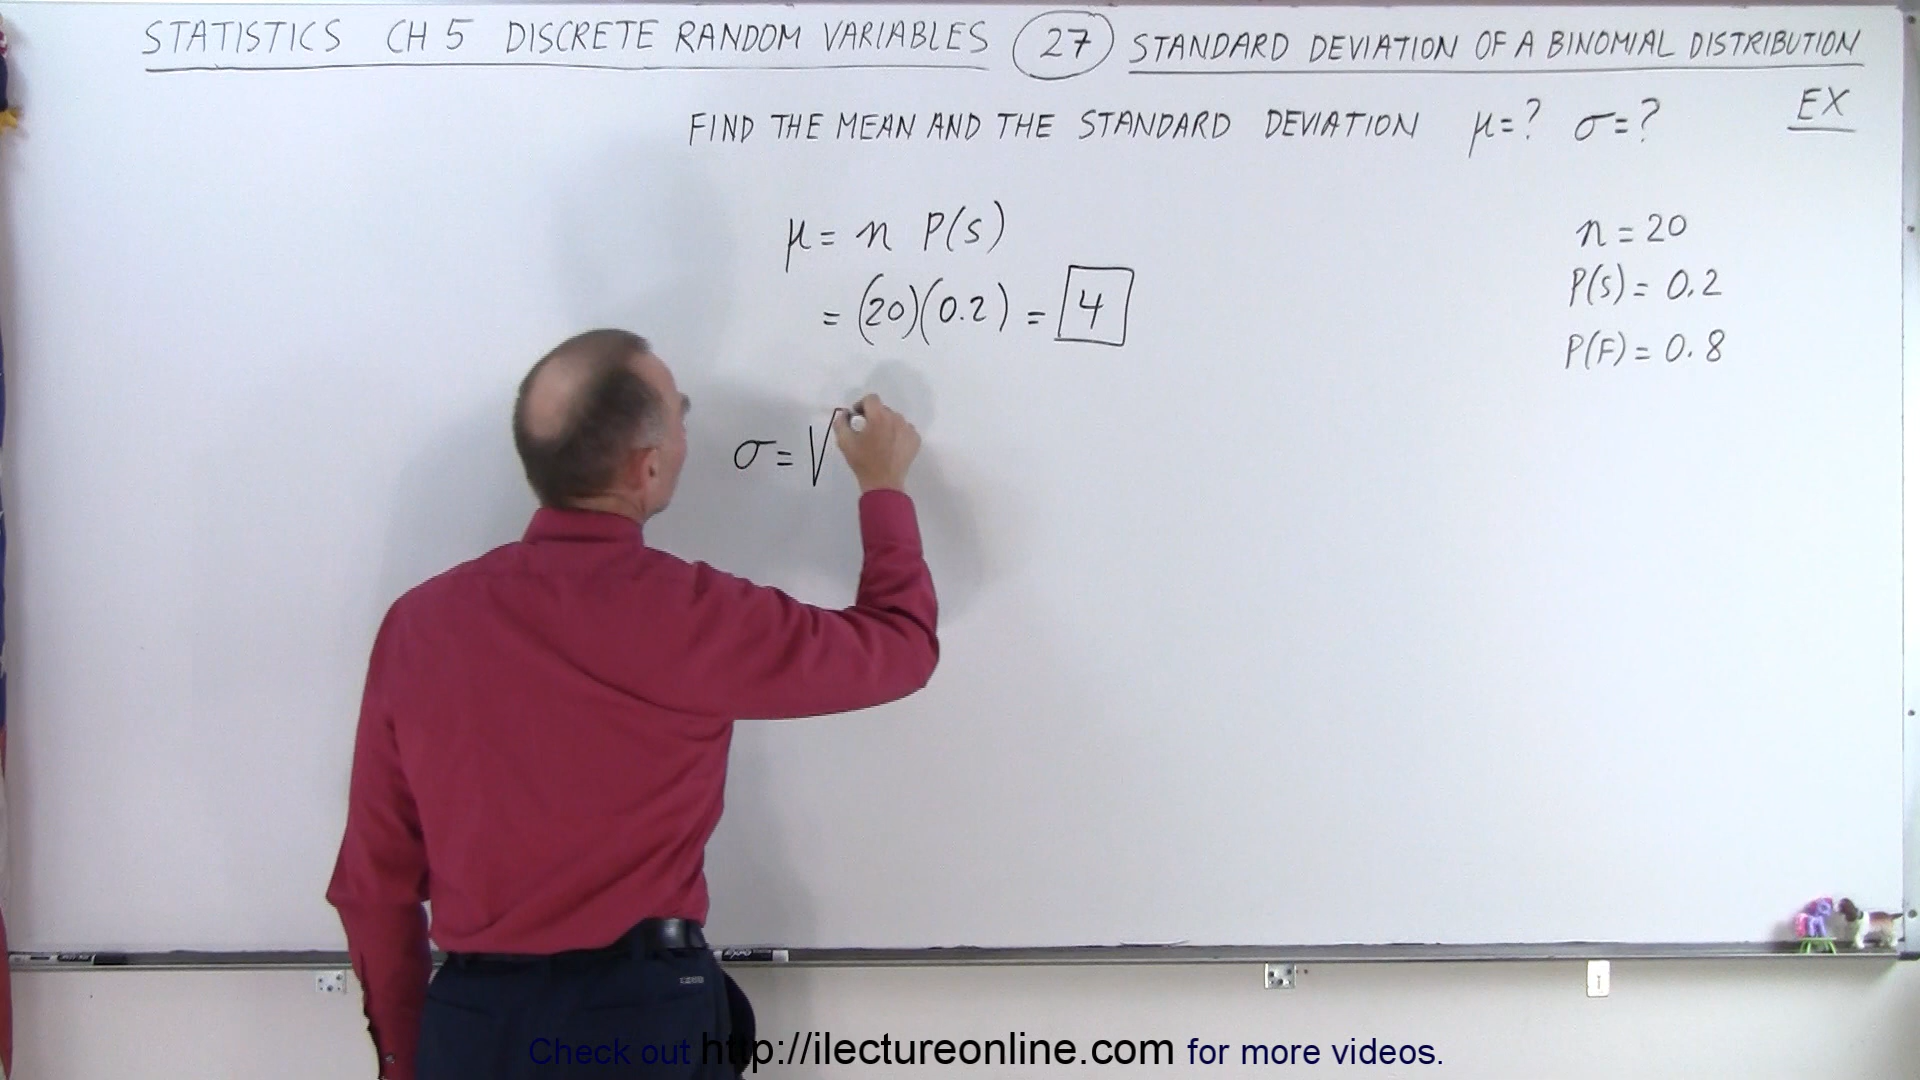 STATISTICS CH 5 DISCRETE RANDOM VARIABLES 27 STANDARD DEVIATION OF A BINOMIAL DISTRIBUTION
EX
FIND THE MEAN AND THE STANDARD DEVIATION μ=? σ=?
μ = n P(S)
= (20)(0.2) = 4
σ = √
n = 20
P(S) = 0.2
P(F) = 0.8
Check out http://ilectureonline.com for more videos.